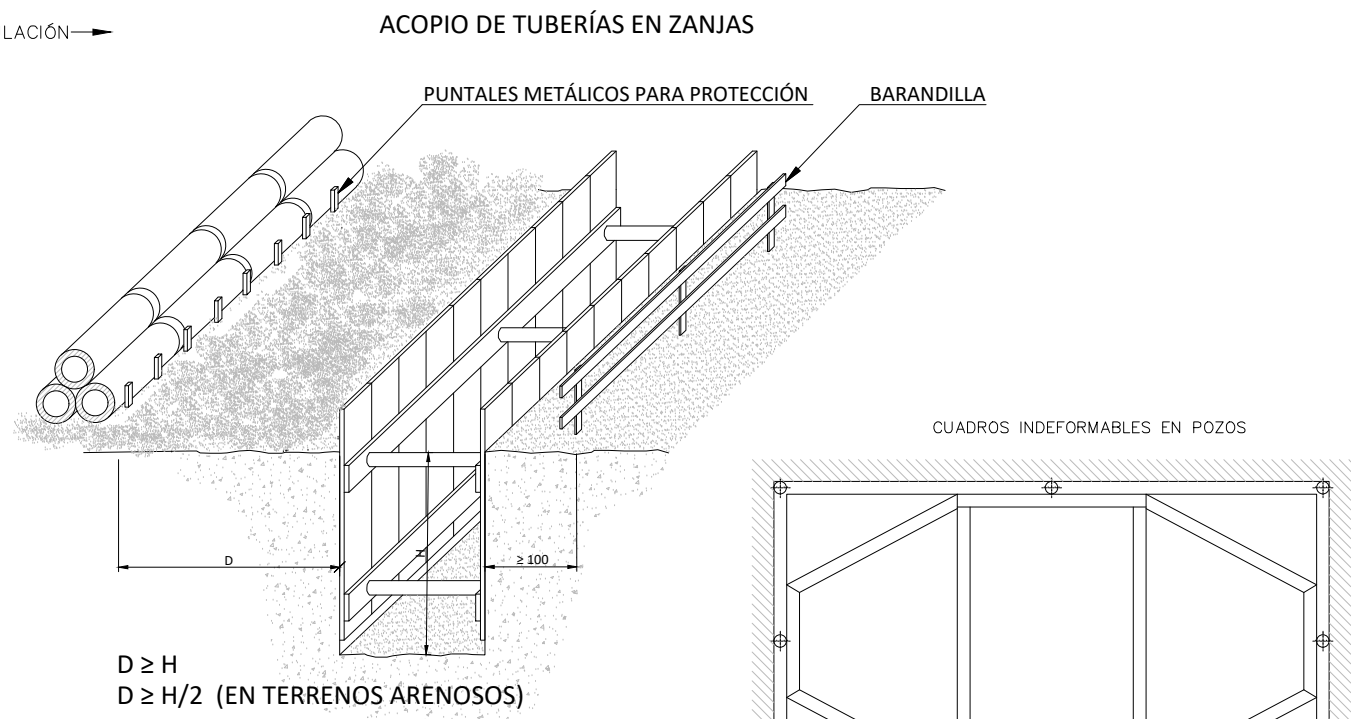 LACIÓN
ACOPIO DE TUBERÍAS EN ZANJAS
PUNTALES METÁLICOS PARA PROTECCIÓN
BARANDILLA
CUADROS INDEFORMABLES EN POZOS
D
H
≥ 100
D ≥ H
D ≥ H/2 (EN TERRENOS ARENOSOS)